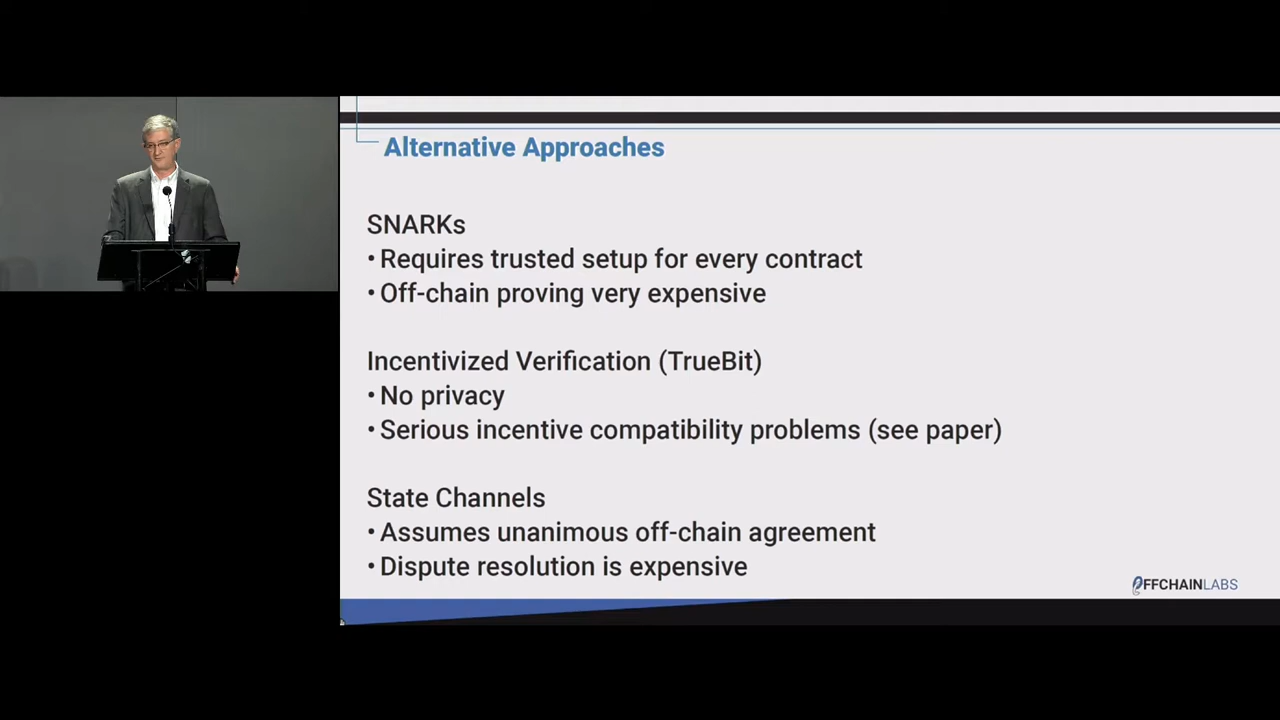 Alternative Approaches
SNARKs
• Requires trusted setup for every contract
• Off-chain proving very expensive
Incentivized Verification (TrueBit)
• No privacy
• Serious incentive compatibility problems (see paper)
State Channels
• Assumes unanimous off-chain agreement
• Dispute resolution is expensive
OFFCHAINLABS